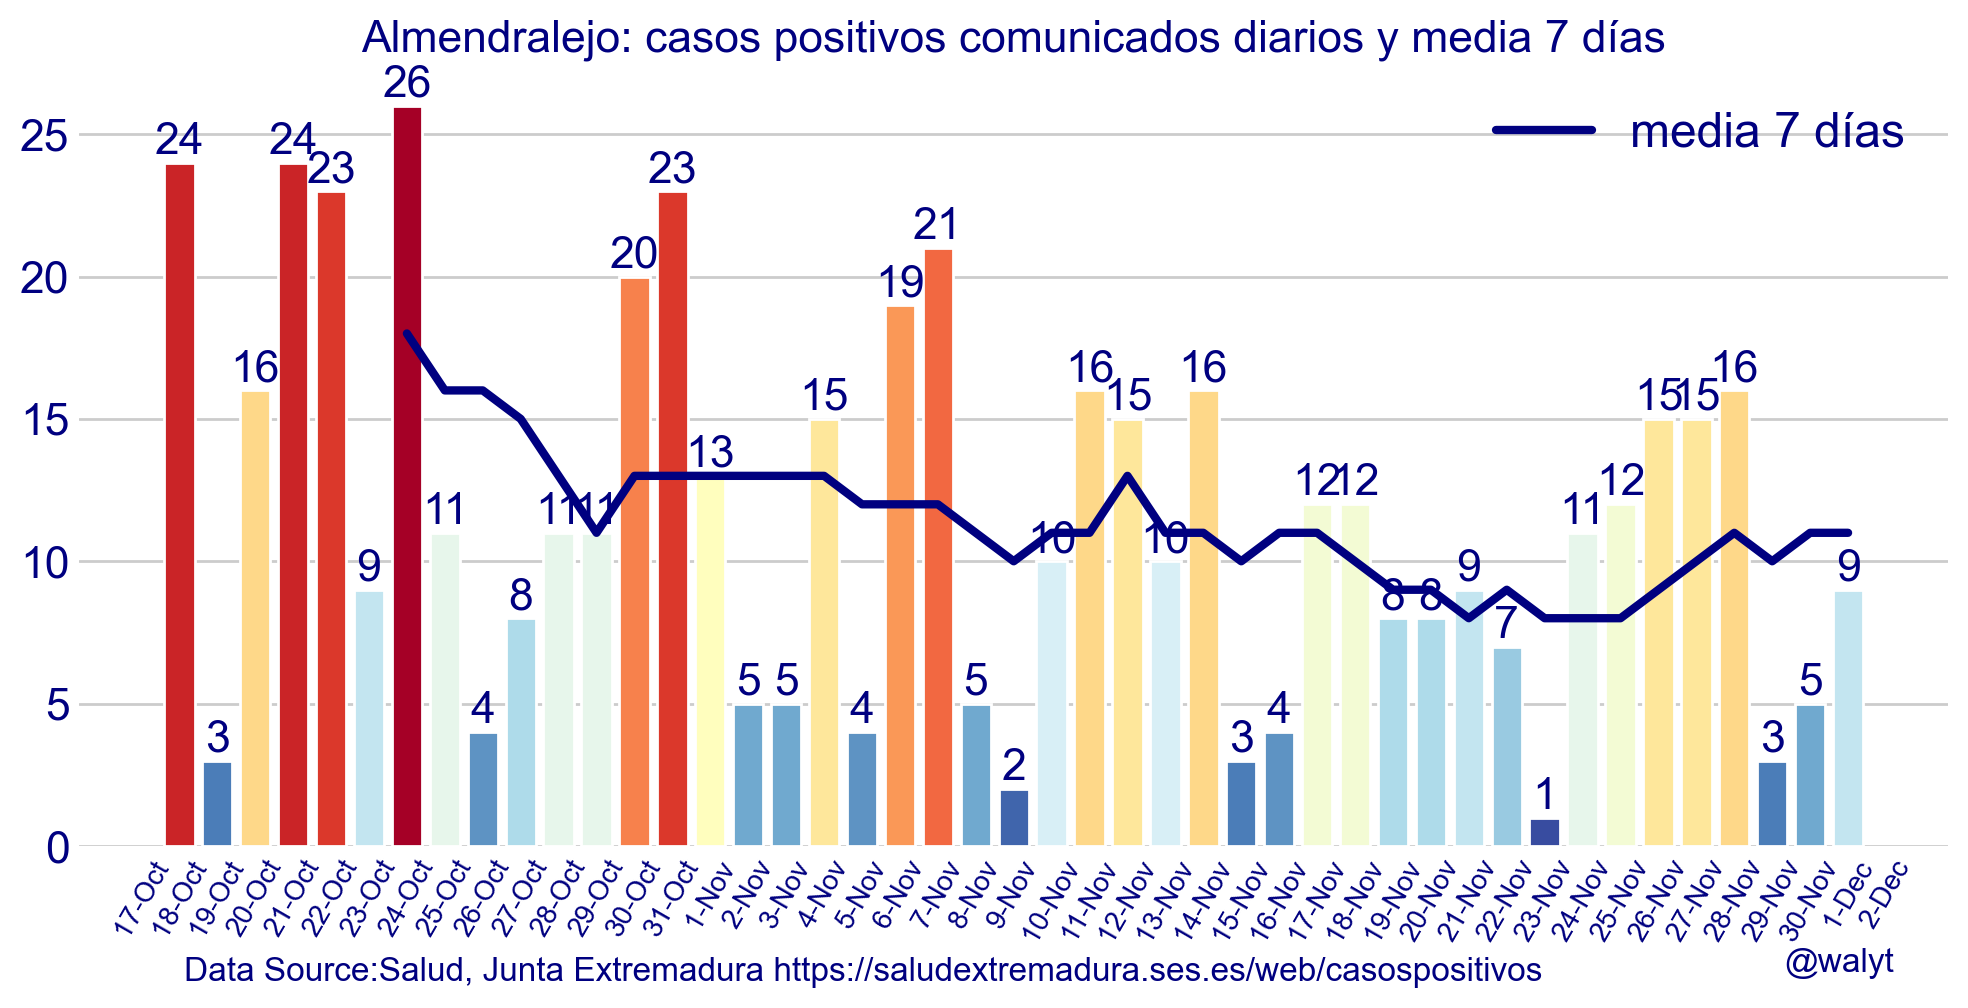 Almendralejo: casos positivos comunicados diarios y media 7 días
media 7 días
25
20
15
10
5
0
24
3
16
24
23
9
26
11
4
8
11
11
20
23
13
5
5
15
4
19
21
5
2
10
16
15
10
16
3
4
12
12
8
8
9
7
1
11
12
15
15
16
3
5
9
17-Oct
18-Oct
19-Oct
20-Oct
21-Oct
22-Oct
23-Oct
24-Oct
25-Oct
26-Oct
27-Oct
28-Oct
29-Oct
30-Oct
31-Oct
1-Nov
2-Nov
3-Nov
4-Nov
5-Nov
6-Nov
7-Nov
8-Nov
9-Nov
10-Nov
11-Nov
12-Nov
13-Nov
14-Nov
15-Nov
16-Nov
17-Nov
18-Nov
19-Nov
20-Nov
21-Nov
22-Nov
23-Nov
24-Nov
25-Nov
26-Nov
27-Nov
28-Nov
29-Nov
30-Nov
1-Dec
2-Dec
Data Source:Salud, Junta Extremadura https://saludextremadura.ses.es/web/casospositivos
@walyt